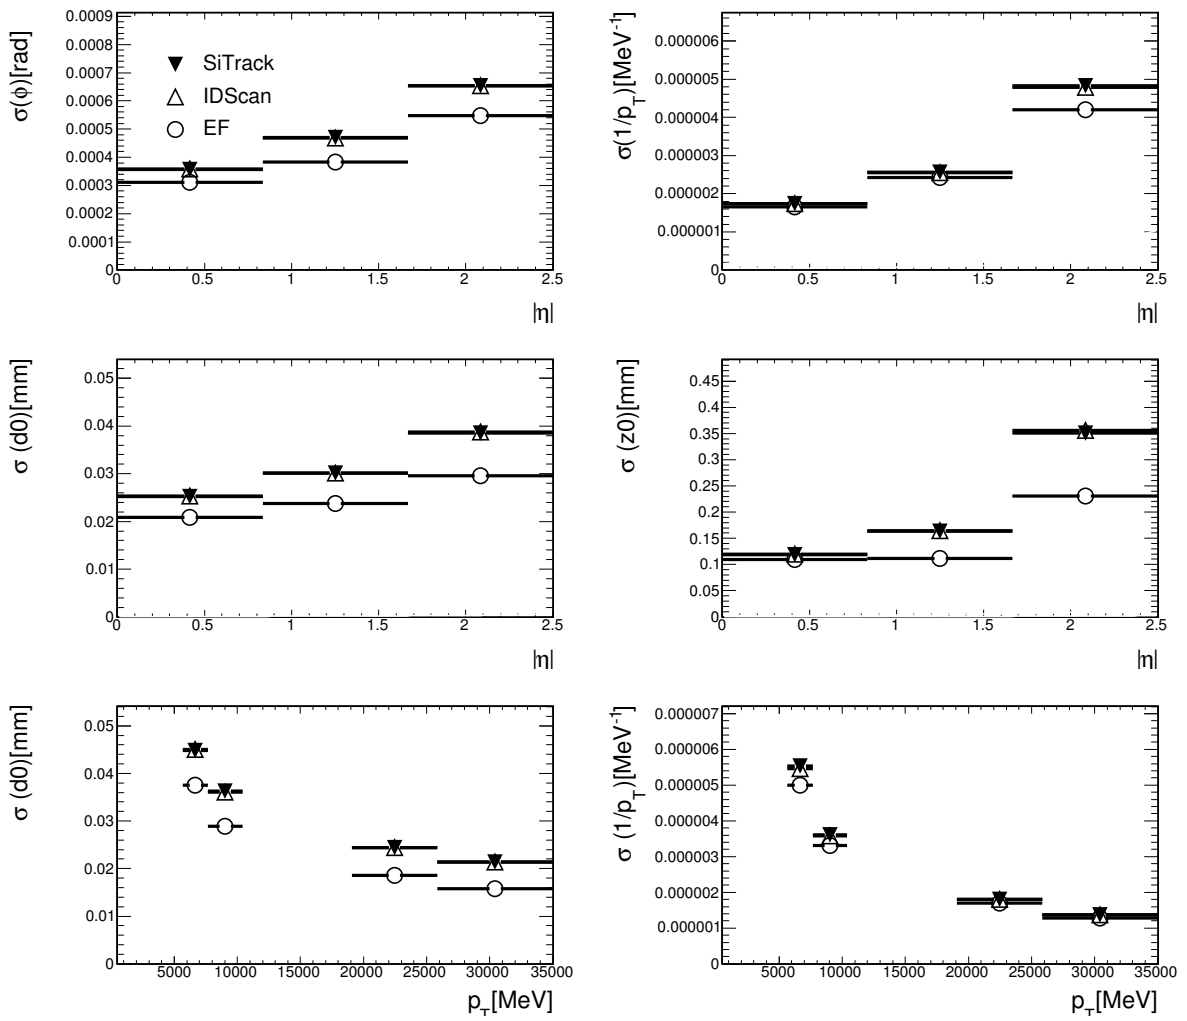 σ(ϕ)[rad]
0.0009
0.0008
0.0007
0.0006
0.0005
0.0004
0.0003
0.0002
0.0001
0
SiTrack
IDScan
EF
0 0.5 1 1.5 2 2.5
|η|
σ(1/p_T)[MeV⁻¹]
0.000006
0.000005
0.000004
0.000003
0.000002
0.000001
0
0 0.5 1 1.5 2 2.5
|η|
σ (d0)[mm]
0.05
0.04
0.03
0.02
0.01
0
0 0.5 1 1.5 2 2.5
|η|
σ (z0)[mm]
0.45
0.4
0.35
0.3
0.25
0.2
0.15
0.1
0.05
0
0 0.5 1 1.5 2 2.5
|η|
σ (d0)[mm]
0.05
0.04
0.03
0.02
0.01
0
5000 10000 15000 20000 25000 30000 35000
p_T[MeV]
σ (1/p_T)[MeV⁻¹]
0.000007
0.000006
0.000005
0.000004
0.000003
0.000002
0.000001
0
5000 10000 15000 20000 25000 30000 35000
p_T[MeV]